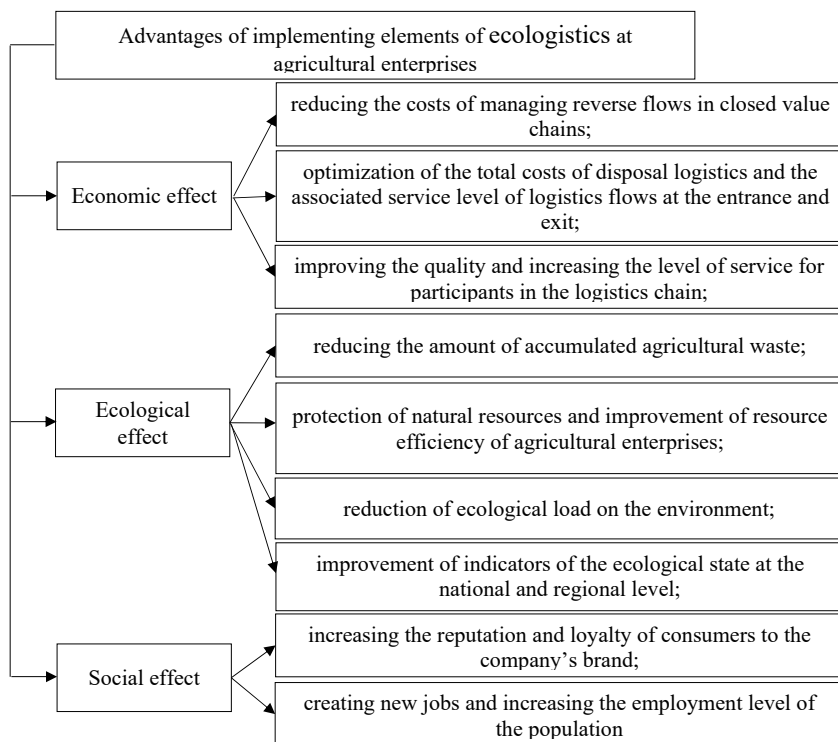 Advantages of implementing elements of ecologistics at
agricultural enterprises
Economic effect
reducing the costs of managing reverse flows in closed value
chains;
optimization of the total costs of disposal logistics and the
associated service level of logistics flows at the entrance and
exit;
improving the quality and increasing the level of service for
participants in the logistics chain;
Ecological
effect
reducing the amount of accumulated agricultural waste;
protection of natural resources and improvement of resource
efficiency of agricultural enterprises;
reduction of ecological load on the environment;
improvement of indicators of the ecological state at the
national and regional level;
Social effect
increasing the reputation and loyalty of consumers to the
company’s brand;
creating new jobs and increasing the employment level of
the population